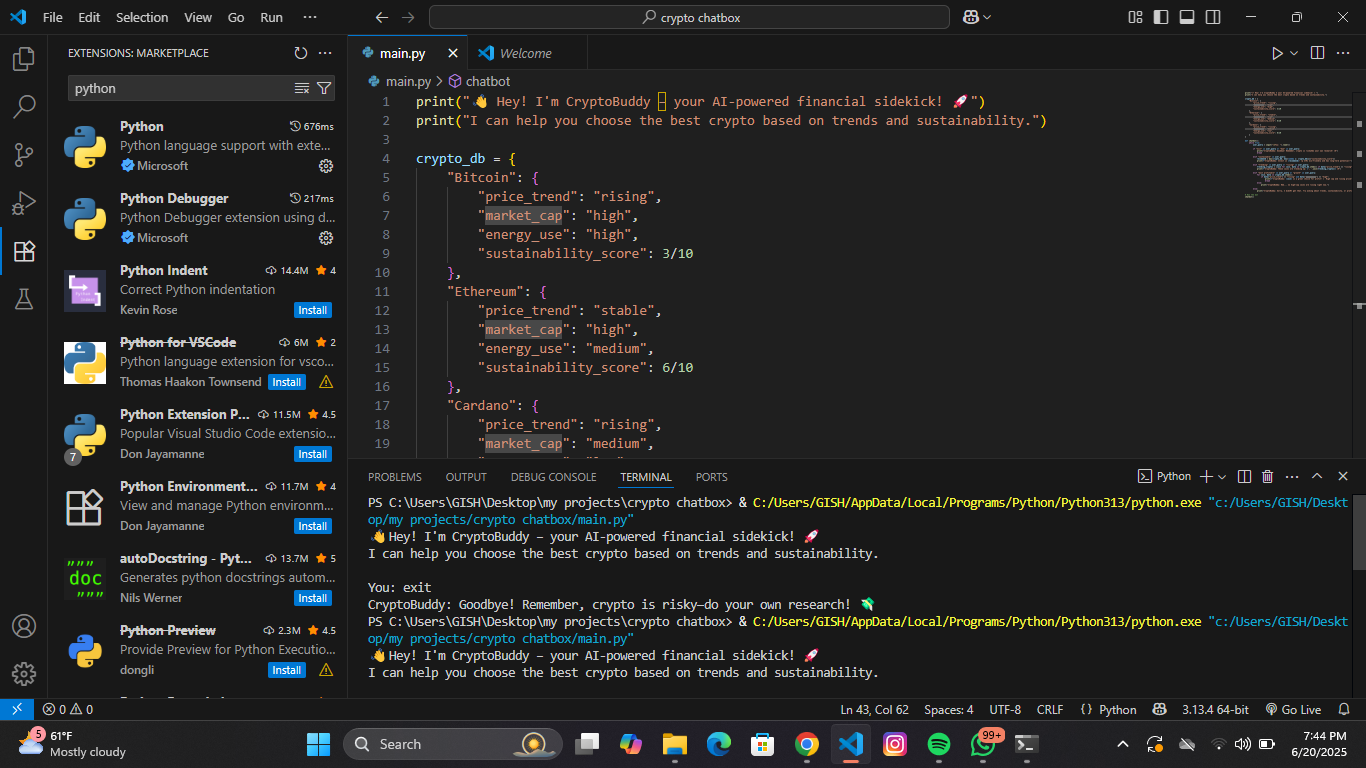 File Edit Selection View Go Run ··· crypto chatbox
EXTENSIONS: MARKETPLACE ···
python
Python 676ms
Python language support with exte...
Microsoft
Python Debugger 217ms
Python Debugger extension using d...
Microsoft
Python Indent 14.4M 4
Correct Python indentation
Kevin Rose Install
Python for VSCode 6M 2
Python language extension for vsco...
Thomas Haakon Townsend Install
Python Extension P... 11.5M 4.5
Popular Visual Studio Code extensio...
7
Don Jayamanne Install
Python Environment... 11.7M 4
View and manage Python environm...
Don Jayamanne Install
autoDocstring - Pyt... 13.7M 5
""" doc """
Generates python docstrings autom...
Nils Werner Install
Python Preview 2.3M 4.5
Provide Preview for Python Executio...
dongli Install
main.py Welcome
main.py > chatbot
1 print("👋 Hey! I'm CryptoBuddy – your AI-powered financial sidekick! 🚀")
2 print("I can help you choose the best crypto based on trends and sustainability.")
3
4 crypto_db = {
5 "Bitcoin": {
6 "price_trend": "rising",
7 "market_cap": "high",
8 "energy_use": "high",
9 "sustainability_score": 3/10
10 },
11 "Ethereum": {
12 "price_trend": "stable",
13 "market_cap": "high",
14 "energy_use": "medium",
15 "sustainability_score": 6/10
16 },
17 "Cardano": {
18 "price_trend": "rising",
19 "market_cap": "medium",
PROBLEMS OUTPUT DEBUG CONSOLE TERMINAL PORTS Python
PS C:\Users\GISH\Desktop\my projects\crypto chatbox> & C:/Users/GISH/AppData/Local/Programs/Python/Python313/python.exe "c:/Users/GISH/Deskt
op/my projects/crypto chatbox/main.py"
👋Hey! I'm CryptoBuddy – your AI-powered financial sidekick! 🚀
I can help you choose the best crypto based on trends and sustainability.
You: exit
CryptoBuddy: Goodbye! Remember, crypto is risky—do your own research! 💸
PS C:\Users\GISH\Desktop\my projects\crypto chatbox> & C:/Users/GISH/AppData/Local/Programs/Python/Python313/python.exe "c:/Users/GISH/Deskt
op/my projects/crypto chatbox/main.py"
👋Hey! I'm CryptoBuddy – your AI-powered financial sidekick! 🚀
I can help you choose the best crypto based on trends and sustainability.
0 0 Ln 43, Col 62 Spaces: 4 UTF-8 CRLF {} Python 3.13.4 64-bit Go Live
5 61°F
Mostly cloudy
Search
99+
7:44 PM
6/20/2025